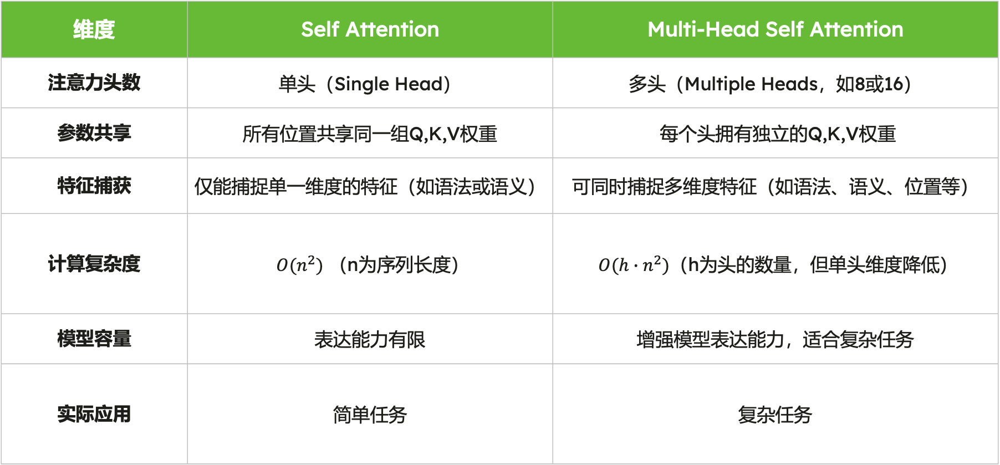 维度 Self Attention Multi-Head Self Attention
注意力头数 单头（Single Head） 多头（Multiple Heads，如8或16）
参数共享 所有位置共享同一组Q,K,V权重 每个头拥有独立的Q,K,V权重
特征捕获 仅能捕捉单一维度的特征（如语法或语义） 可同时捕捉多维度特征（如语法、语义、位置等）
计算复杂度 O(n²) （n为序列长度） O(h · n²)（h为头的数量，但单头维度降低）
模型容量 表达能力有限 增强模型表达能力，适合复杂任务
实际应用 简单任务 复杂任务